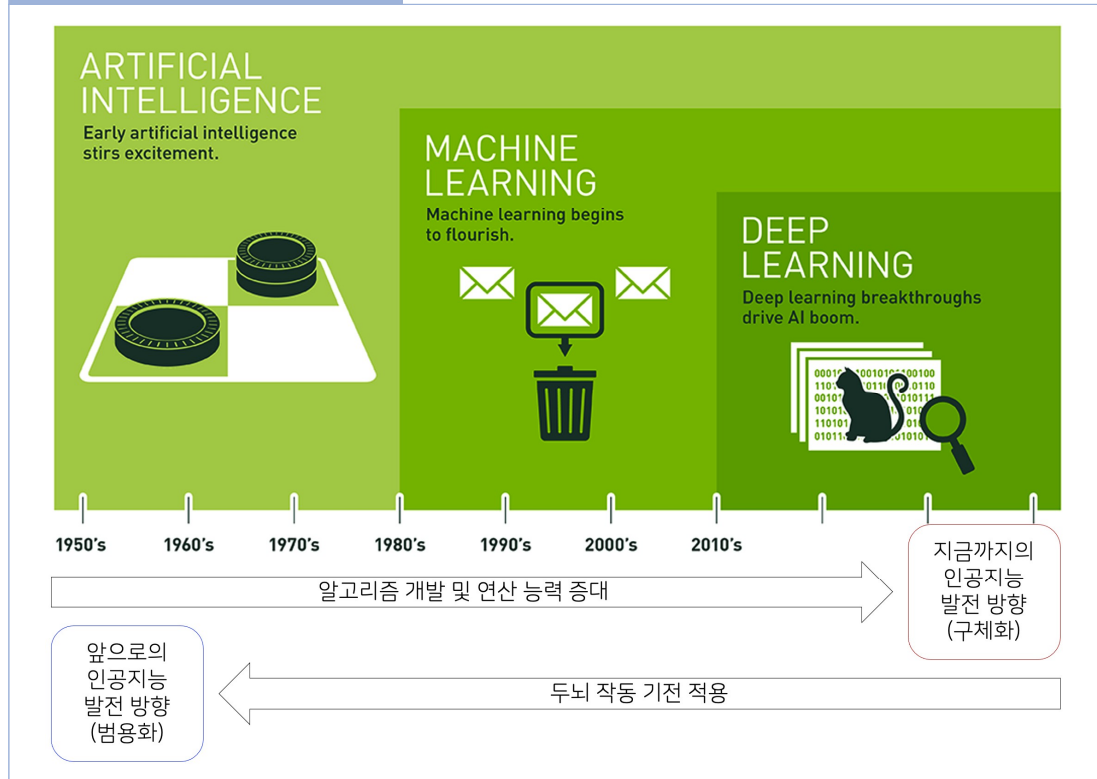 ARTIFICIAL
INTELLIGENCE
Early artificial intelligence
stirs excitement.
MACHINE
LEARNING
Machine learning begins
to flourish.
DEEP
LEARNING
Deep learning breakthroughs
drive AI boom.
1950's 1960's 1970's 1980's 1990's 2000's 2010's
알고리즘 개발 및 연산 능력 증대
지금까지의
인공지능
발전 방향
(구체화)
앞으로의
인공지능
발전 방향
(범용화)
두뇌 작동 기전 적용